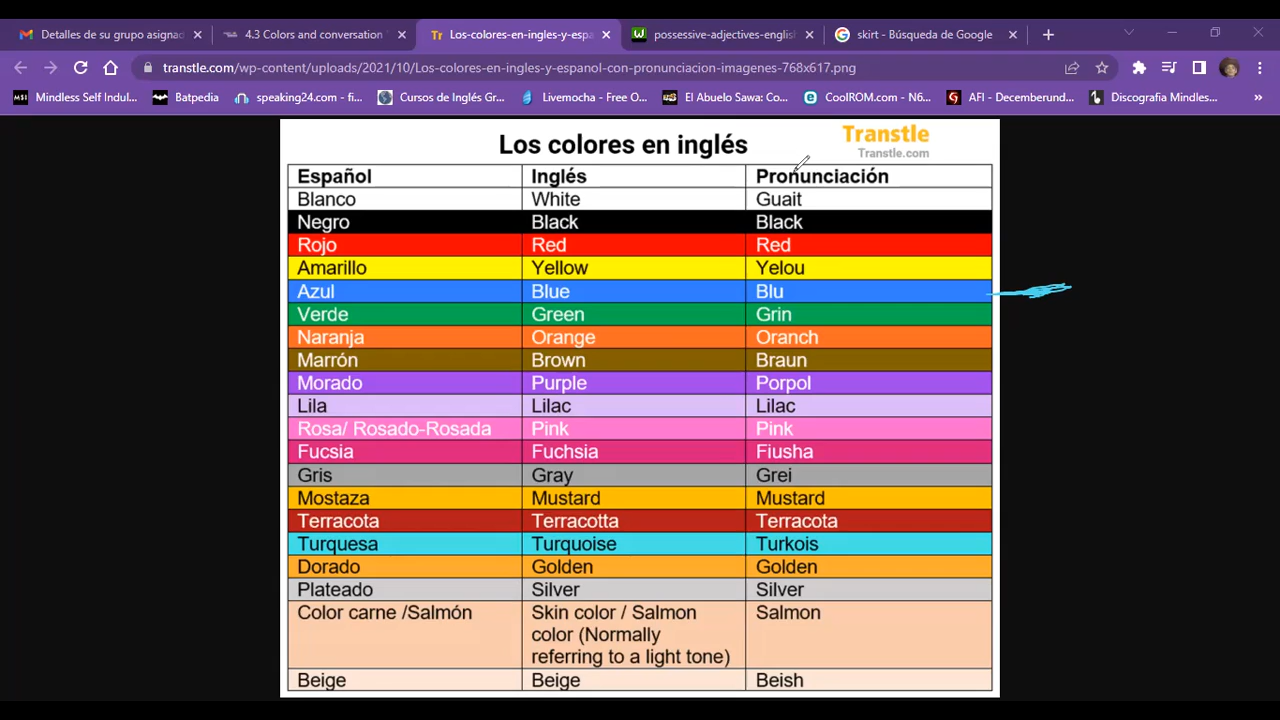 Detalles de su grupo asignad
4.3 Colors and conversation
Tr Los-colores-en-ingles-y-espa
possessive-adjectives-english
skirt - Búsqueda de Google
transtle.com/wp-content/uploads/2021/10/Los-colores-en-ingles-y-espanol-con-pronunciacion-imagenes-768x617.png
Mindless Self Indul...
Batpedia
speaking24.com - fi...
Cursos de Inglés Gr...
Livemocha - Free O...
El Abuelo Sawa: Co...
CoolROM.com - N6...
AFI - Decemberund...
Discografia Mindles...
Los colores en inglés
Transtle
Transtle.com
Español Inglés Pronunciación
Blanco White Guait
Negro Black Black
Rojo Red Red
Amarillo Yellow Yelou
Azul Blue Blu
Verde Green Grin
Naranja Orange Oranch
Marrón Brown Braun
Morado Purple Porpol
Lila Lilac Lilac
Rosa/ Rosado-Rosada Pink Pink
Fucsia Fuchsia Fiusha
Gris Gray Grei
Mostaza Mustard Mustard
Terracota Terracotta Terracota
Turquesa Turquoise Turkois
Dorado Golden Golden
Plateado Silver Silver
Color carne /Salmón Skin color / Salmon Salmon
color (Normally
referring to a light tone)
Beige Beige Beish